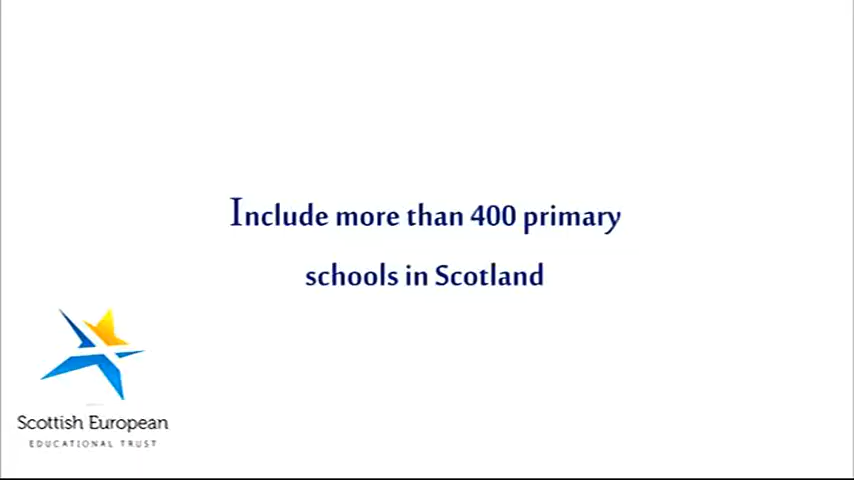 Include more than 400 primary
schools in Scotland
Scottish European
EDUCATIONAL TRUST